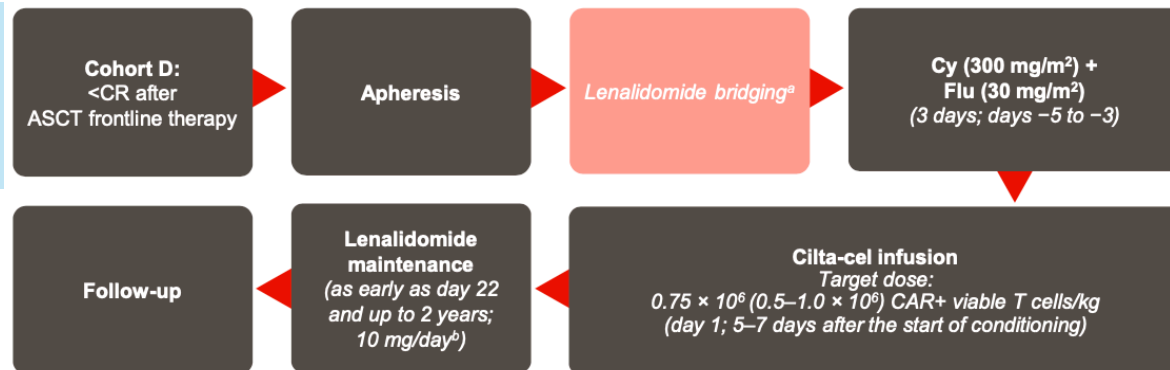 Cohort D:
<CR after
ASCT frontline therapy
Apheresis
Lenalidomide bridgingᵃ
Cy (300 mg/m²) +
Flu (30 mg/m²)
(3 days; days −5 to −3)
Cilta-cel infusion
Target dose:
0.75 × 10⁶ (0.5–1.0 × 10⁶) CAR+ viable T cells/kg
(day 1; 5–7 days after the start of conditioning)
Lenalidomide
maintenance
(as early as day 22
and up to 2 years;
10 mg/dayᵇ)
Follow-up